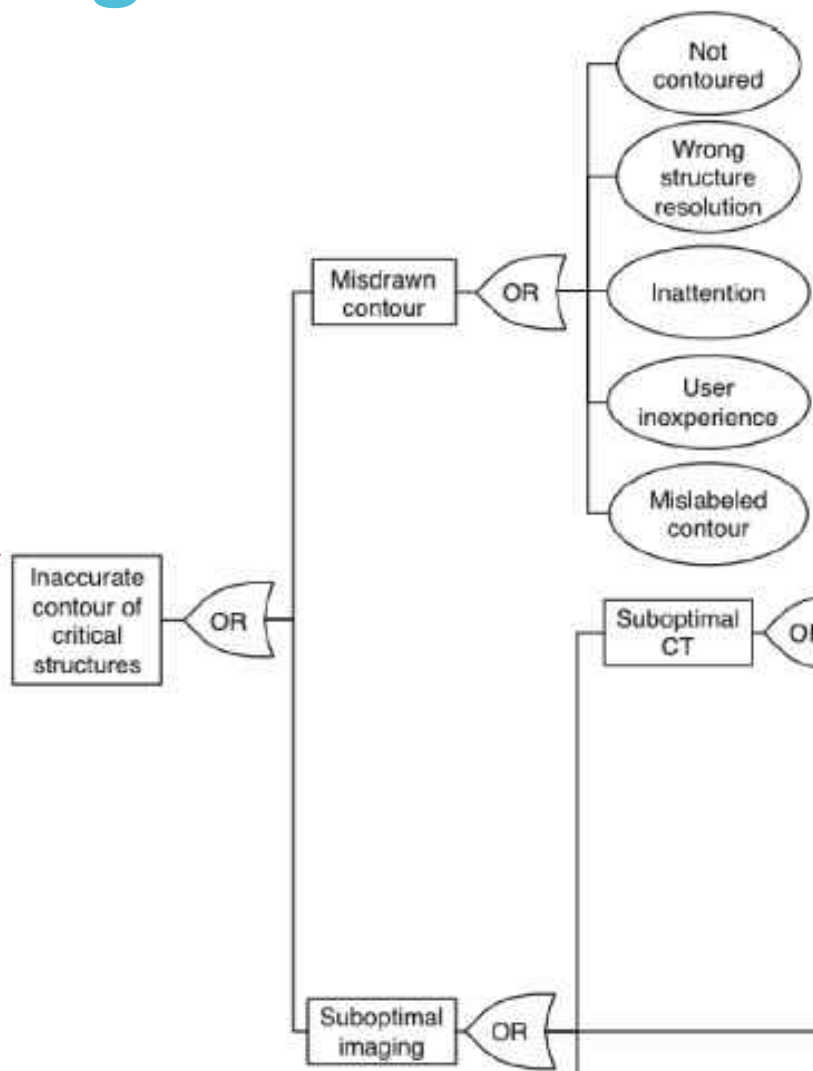 Not
contoured
Wrong
structure
resolution
Misdrawn
contour
OR
Inattention
User
inexperience
Mislabeled
contour
Inaccurate
contour of
critical
structures
OR
Suboptimal
CT
Suboptimal
imaging
OR